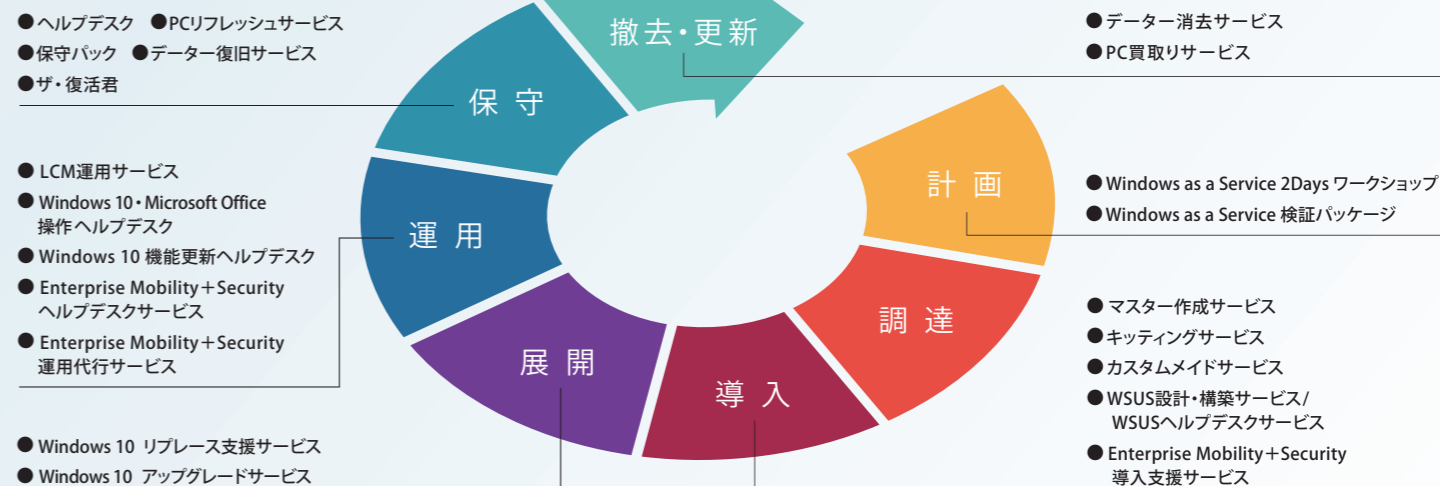 ●ヘルプデスク ●PCリフレッシュサービス
●保守パック ●データー復旧サービス
●ザ・復活君
撤去・更新
●データー消去サービス
●PC買取りサービス
保守
計画
●Windows as a Service 2Days ワークショップ
●Windows as a Service 検証パッケージ
●LCM運用サービス
●Windows 10・Microsoft Office
操作ヘルプデスク
●Windows 10 機能更新ヘルプデスク
●Enterprise Mobility+Security
ヘルプデスクサービス
●Enterprise Mobility+Security
運用代行サービス
運用
調達
展開
導入
●マスター作成サービス
●キッティングサービス
●カスタムメイドサービス
●WSUS設計・構築サービス/
WSUSヘルプデスクサービス
●Enterprise Mobility+Security
導入支援サービス
●Windows 10 リプレース支援サービス
●Windows 10 アップグレードサービス